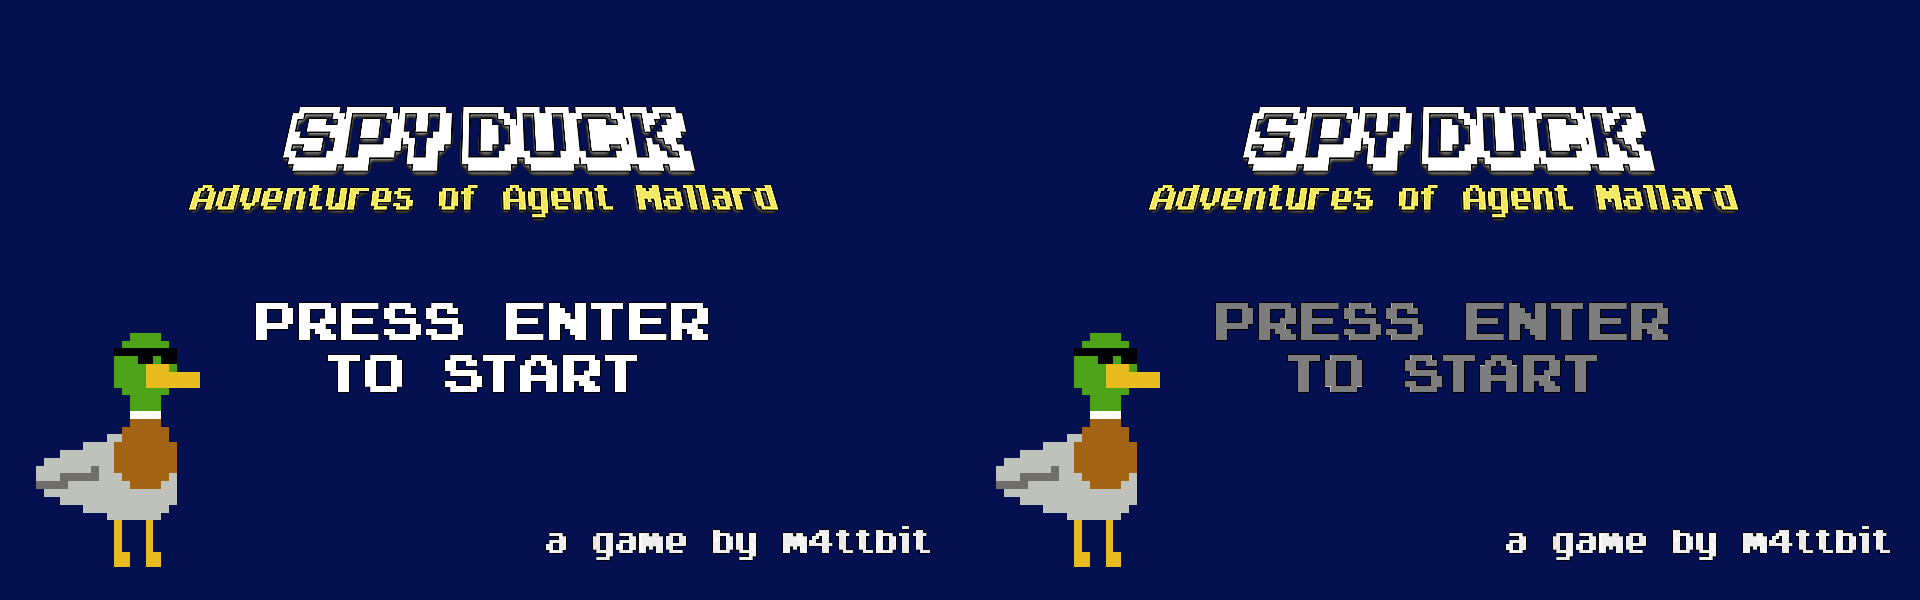 SPY DUCK
Adventures of Agent Mallard
PRESS ENTER
TO START
a game by m4ttbit
SPY DUCK
Adventures of Agent Mallard
PRESS ENTER
TO START
a game by m4ttbit